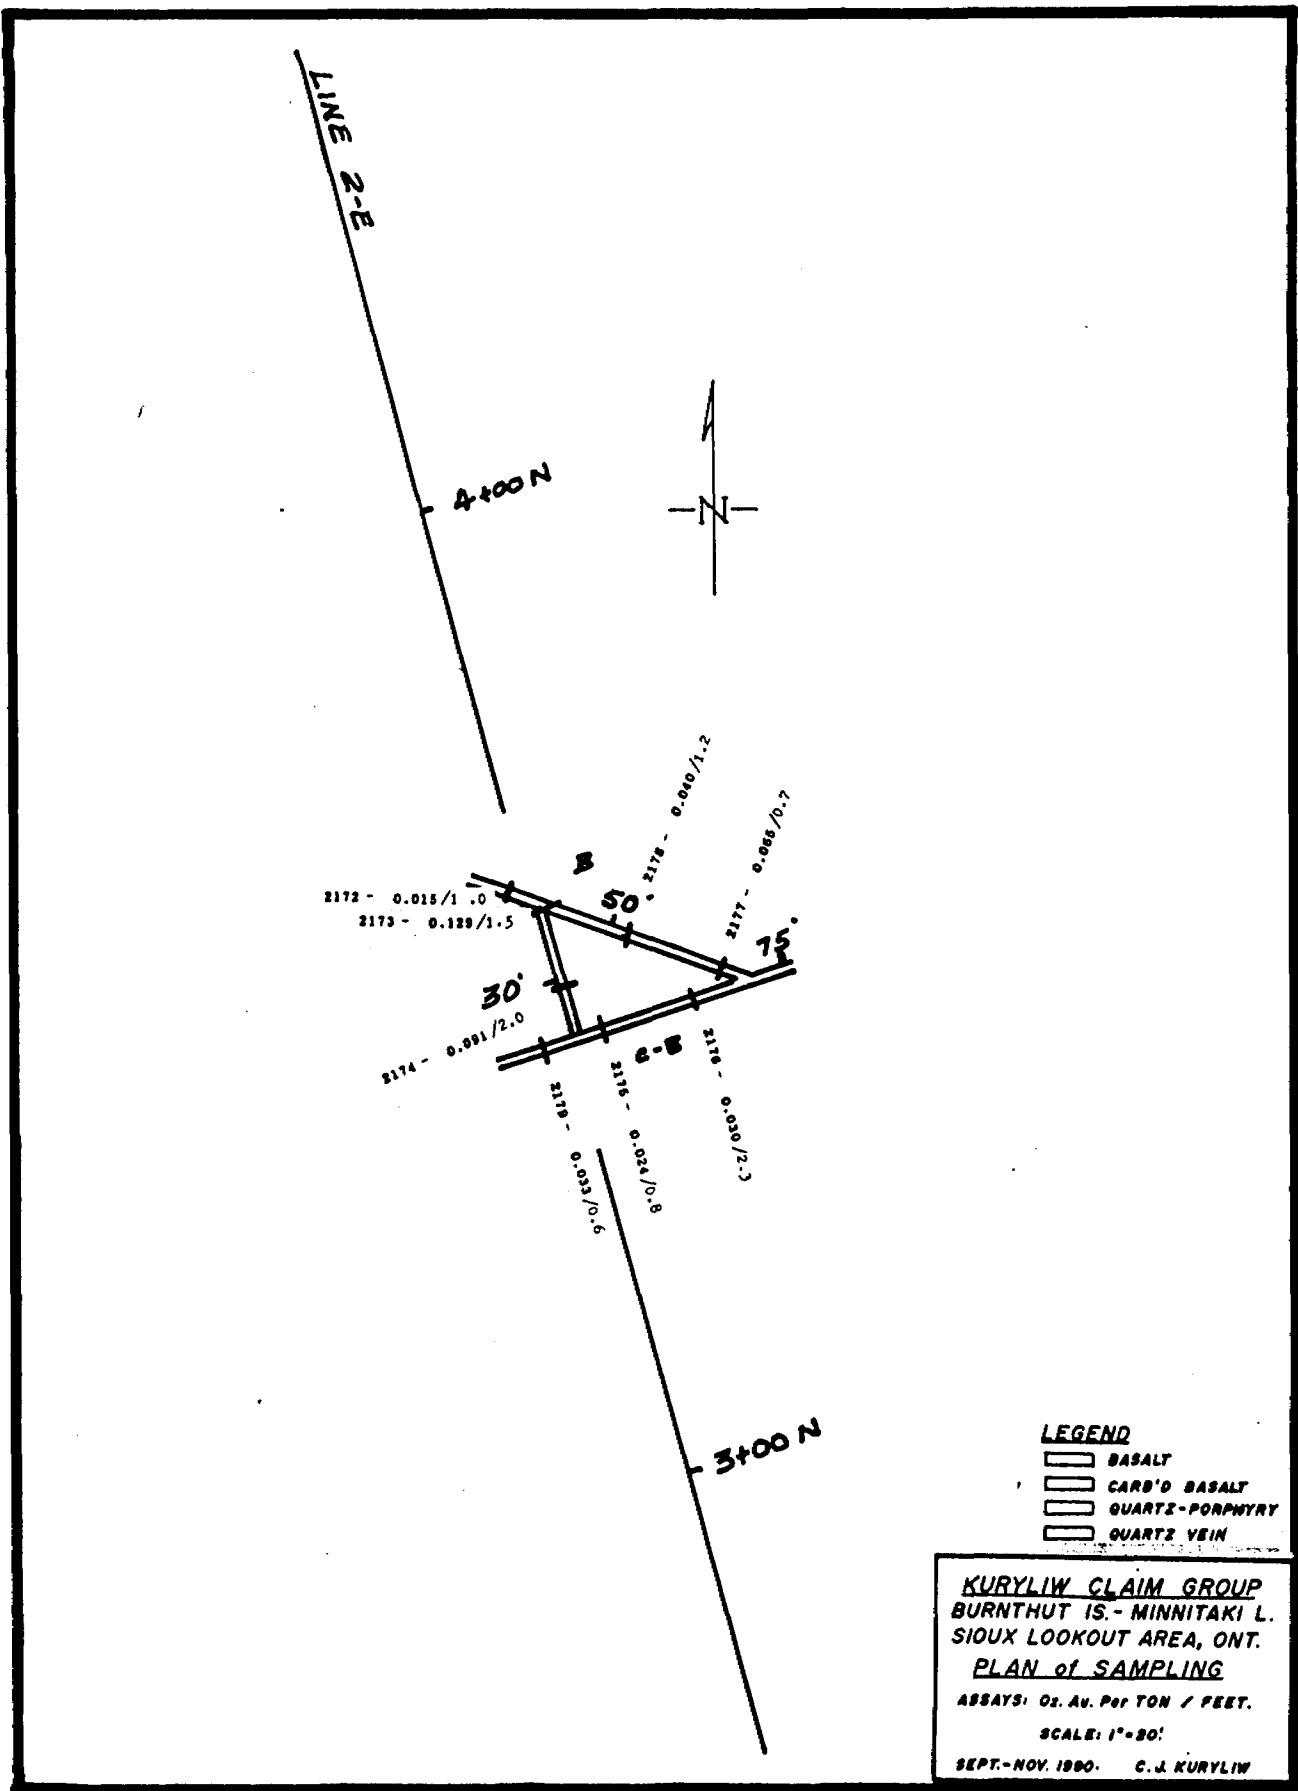 LINE 2-E
4+00 N
N
2178 - 0.040/1.2
2177 - 0.066/0.7
B
50°
2172 - 0.015/1.0
2173 - 0.129/1.5
75°
30°
2174 - 0.091/2.0
C-B
2179 - 0.033/0.6
2175 - 0.024/0.8
2176 - 0.030/2.3
3+00 N
LEGEND
BASALT
CARB'D BASALT
QUARTZ-PORPHYRY
QUARTZ VEIN
KURYLIW CLAIM GROUP
BURNTHUT IS.- MINNITAKI L.
SIOUX LOOKOUT AREA, ONT.
PLAN of SAMPLING
ASSAYS: Oz. Au. Per TON / FEET.
SCALE: 1"=20'
SEPT.-NOV. 1990. C.J. KURYLIW